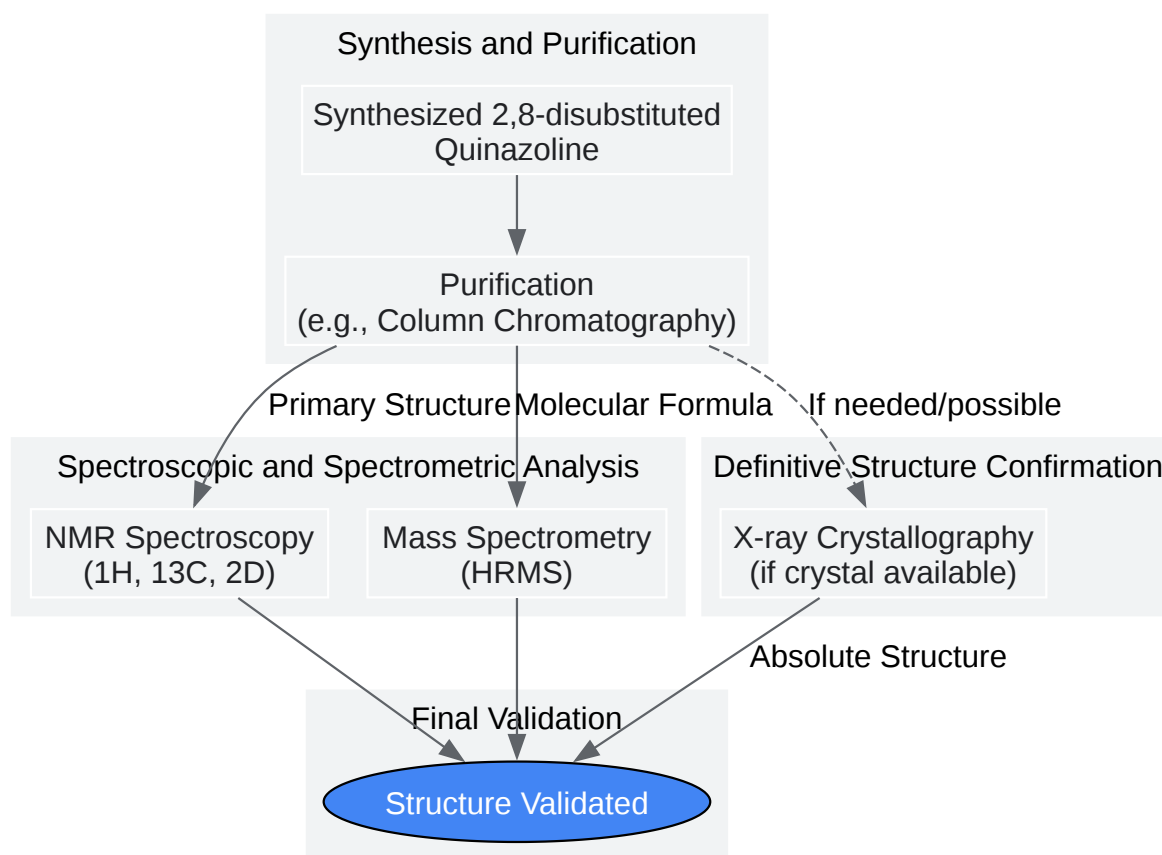 Synthesis and Purification
Synthesized 2,8-disubstituted
Quinazoline
Purification
(e.g., Column Chromatography)
Primary Structure
Molecular Formula
If needed/possible
Spectroscopic and Spectrometric Analysis
Definitive Structure Confirmation
NMR Spectroscopy
(1H, 13C, 2D)
Mass Spectrometry
(HRMS)
X-ray Crystallography
(if crystal available)
Absolute Structure
Final Validation
Structure Validated